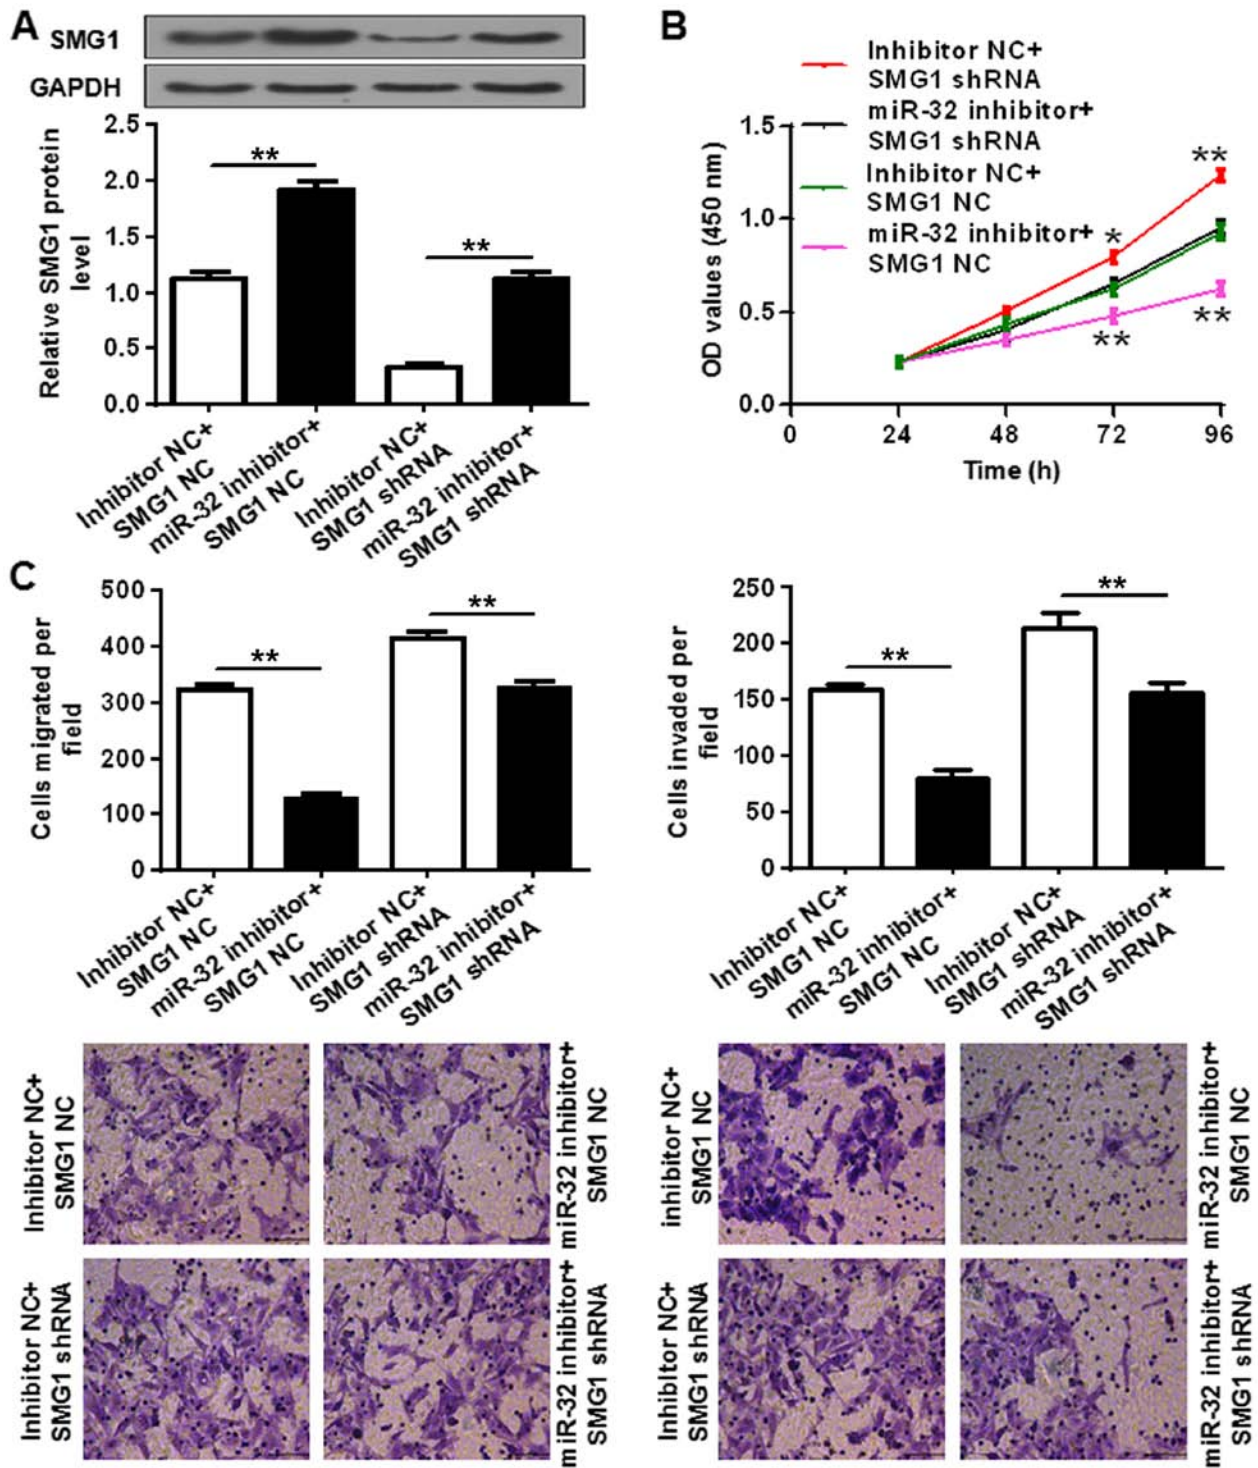 A
SMG1
GAPDH
Relative SMG1 protein
level
2.5
2.0
1.5
1.0
0.5
0.0
**
**
Inhibitor NC+
SMG1 NC
miR-32 inhibitor+
SMG1 NC
Inhibitor NC+
SMG1 shRNA
miR-32 inhibitor+
SMG1 shRNA
B
Inhibitor NC+
SMG1 shRNA
miR-32 inhibitor+
SMG1 shRNA
Inhibitor NC+
SMG1 NC
miR-32 inhibitor+
SMG1 NC
OD values (450 nm)
1.5
1.0
0.5
0.0
**
*
**
**
0 24 48 72 96
Time (h)
C
Cells migrated per
field
500
400
300
200
100
0
**
**
Inhibitor NC+
SMG1 NC
miR-32 inhibitor+
SMG1 NC
Inhibitor NC+
SMG1 shRNA
miR-32 inhibitor+
SMG1 shRNA
Cells invaded per
field
250
200
150
100
50
0
**
**
Inhibitor NC+
SMG1 NC
miR-32 inhibitor+
SMG1 NC
Inhibitor NC+
SMG1 shRNA
miR-32 inhibitor+
SMG1 shRNA
Inhibitor NC+
SMG1 NC
miR-32 inhibitor+
SMG1 NC
inhibitor NC+
SMG1 NC
miR-32 inhibitor+
SMG1 NC
Inhibitor NC+
SMG1 shRNA
miR-32 inhibitor+
SMG1 shRNA
Inhibitor NC+
SMG1 shRNA
miR-32 inhibitor+
SMG1 shRNA